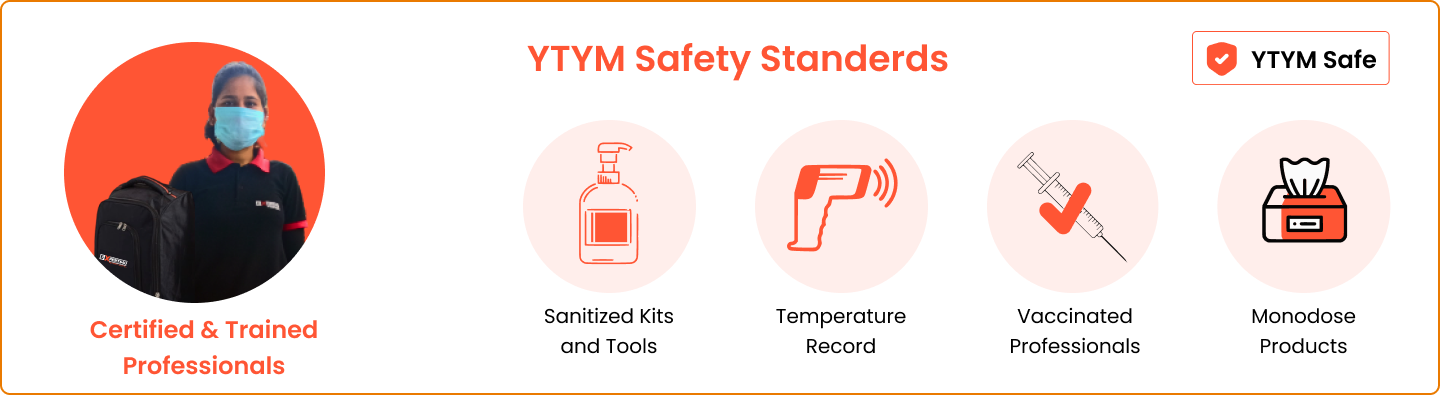 YTYM Safety Standerds
YTYM Safe
Certified & Trained
Professionals
Sanitized Kits
and Tools
Temperature
Record
Vaccinated
Professionals
Monodose
Products